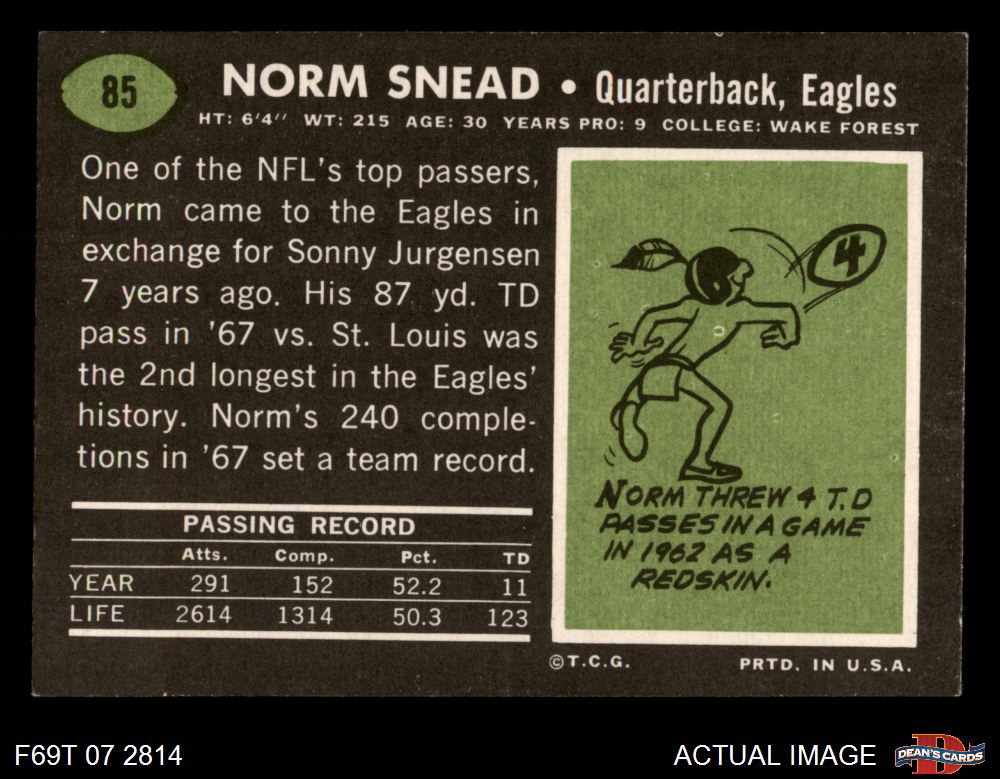 85
NORM SNEAD • Quarterback, Eagles
HT: 6'4" WT: 215 AGE: 30 YEARS PRO: 9 COLLEGE: WAKE FOREST
One of the NFL's top passers,
Norm came to the Eagles in
exchange for Sonny Jurgensen
7 years ago. His 87 yd. TD
pass in '67 vs. St. Louis was
the 2nd longest in the Eagles'
history. Norm's 240 comple-
tions in '67 set a team record.
PASSING RECORD
Atts. Comp. Pct. TD
YEAR 291 152 52.2 11
LIFE 2614 1314 50.3 123
4
NORM THREW 4 T.D
PASSES IN A GAME
IN 1962 AS A
REDSKIN.
©T.C.G. PRTD. IN U.S.A.
F69T 07 2814
ACTUAL IMAGE
DEAN'S CARDS